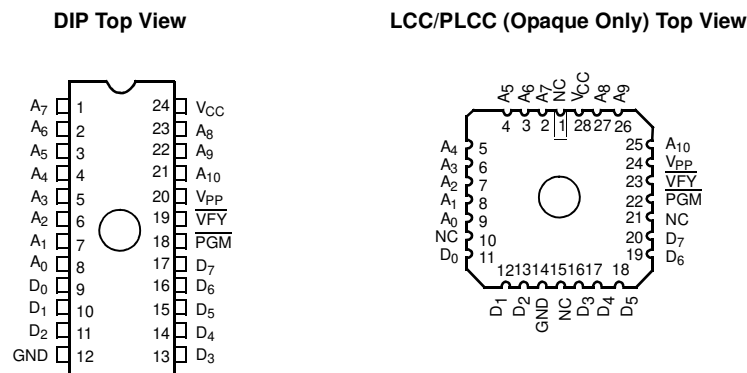 DIP Top View
A7 1 24 VCC
A6 2 23 A8
A5 3 22 A9
A4 4 21 A10
A3 5 20 VPP
A2 6 19 VFY
A1 7 18 PGM
A0 8 17 D7
D0 9 16 D6
D1 10 15 D5
D2 11 14 D4
GND 12 13 D3
LCC/PLCC (Opaque Only) Top View
A5 A6 A7 NC VCC A8 A9
4 3 2 1 28 27 26
A4 5 25 A10
A3 6 24 VPP
A2 7 23 VFY
A1 8 22 PGM
A0 9 21 NC
NC 10 20 D7
D0 11 19 D6
12 13 14 15 16 17 18
D1 D2 GND NC D3 D4 D5